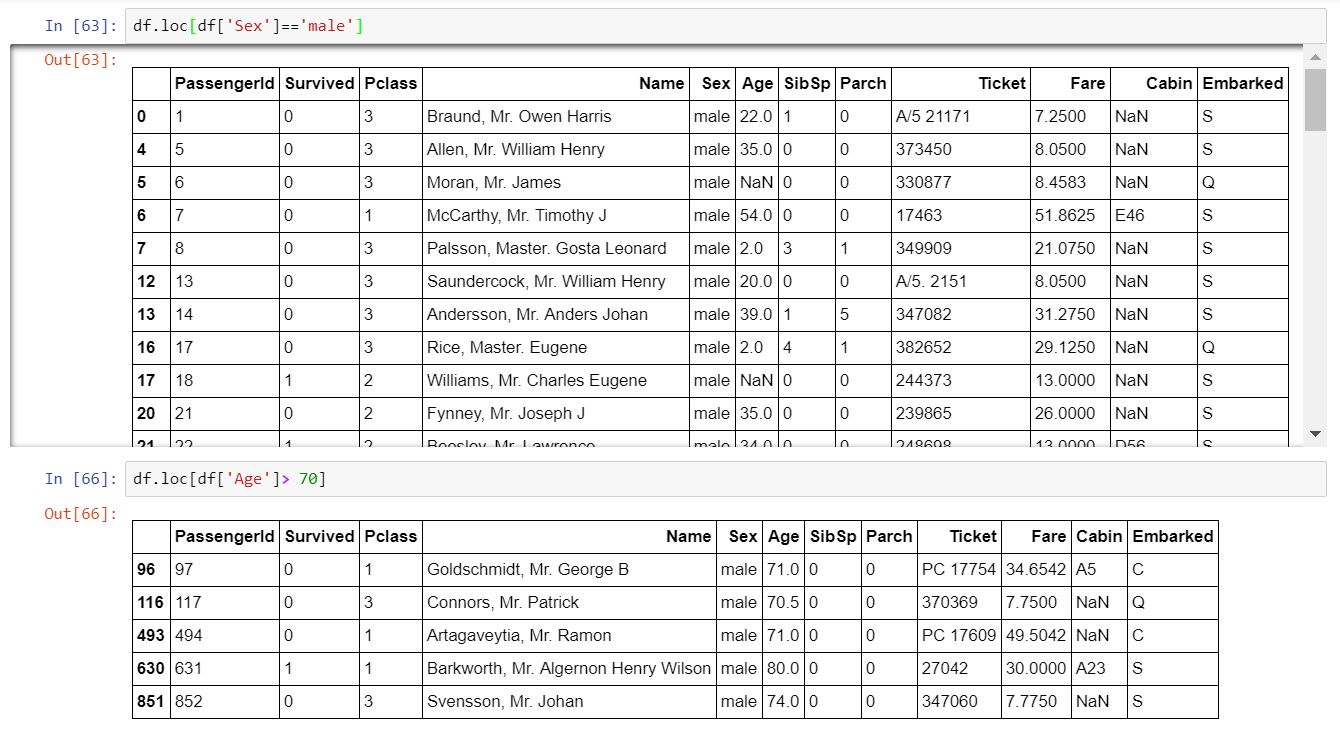 In [63]: df.loc[df['Sex']=='male']
Out[63]:
PassengerId Survived Pclass Name Sex Age SibSp Parch Ticket Fare Cabin Embarked
0 1 0 3 Braund, Mr. Owen Harris male 22.0 1 0 A/5 21171 7.2500 NaN S
4 5 0 3 Allen, Mr. William Henry male 35.0 0 0 373450 8.0500 NaN S
5 6 0 3 Moran, Mr. James male NaN 0 0 330877 8.4583 NaN Q
6 7 0 1 McCarthy, Mr. Timothy J male 54.0 0 0 17463 51.8625 E46 S
7 8 0 3 Palsson, Master. Gosta Leonard male 2.0 3 1 349909 21.0750 NaN S
12 13 0 3 Saundercock, Mr. William Henry male 20.0 0 0 A/5. 2151 8.0500 NaN S
13 14 0 3 Andersson, Mr. Anders Johan male 39.0 1 5 347082 31.2750 NaN S
16 17 0 3 Rice, Master. Eugene male 2.0 4 1 382652 29.1250 NaN Q
17 18 1 2 Williams, Mr. Charles Eugene male NaN 0 0 244373 13.0000 NaN S
20 21 0 2 Fynney, Mr. Joseph J male 35.0 0 0 239865 26.0000 NaN S
21 22 1 2 Beesley, Mr. Lawrence male 34.0 0 0 248698 13.0000 D56 S
In [66]: df.loc[df['Age']> 70]
Out[66]:
PassengerId Survived Pclass Name Sex Age SibSp Parch Ticket Fare Cabin Embarked
96 97 0 1 Goldschmidt, Mr. George B male 71.0 0 0 PC 17754 34.6542 A5 C
116 117 0 3 Connors, Mr. Patrick male 70.5 0 0 370369 7.7500 NaN Q
493 494 0 1 Artagaveytia, Mr. Ramon male 71.0 0 0 PC 17609 49.5042 NaN C
630 631 1 1 Barkworth, Mr. Algernon Henry Wilson male 80.0 0 0 27042 30.0000 A23 S
851 852 0 3 Svensson, Mr. Johan male 74.0 0 0 347060 7.7750 NaN S